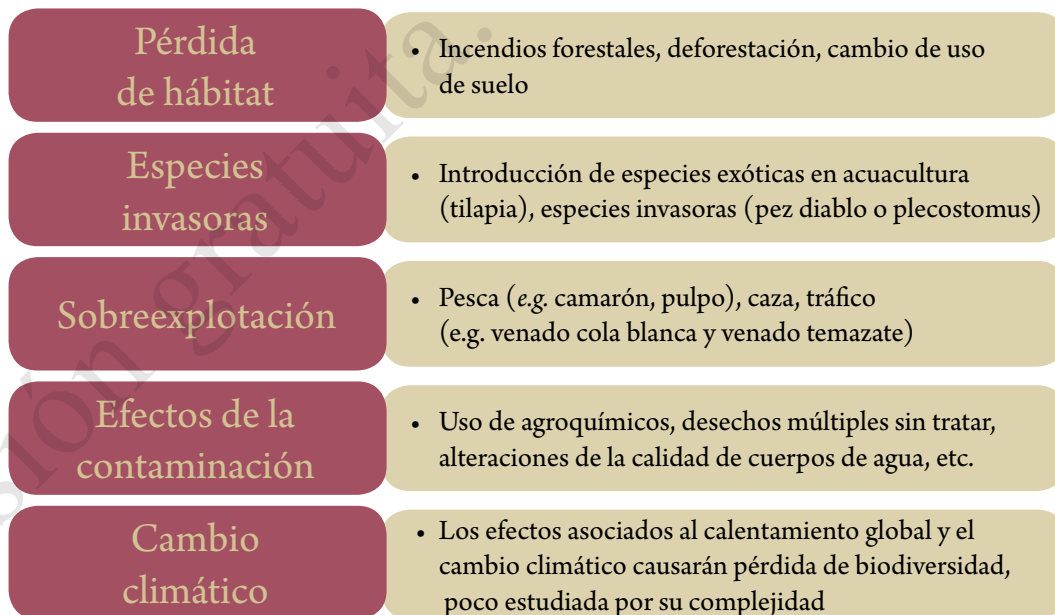 Pérdida
de hábitat
• Incendios forestales, deforestación, cambio de uso
de suelo
Especies
invasoras
• Introducción de especies exóticas en acuacultura
(tilapia), especies invasoras (pez diablo o plecostomus)
Sobreexplotación
• Pesca (e.g. camarón, pulpo), caza, tráfico
(e.g. venado cola blanca y venado temazate)
Efectos de la
contaminación
• Uso de agroquímicos, desechos múltiples sin tratar,
alteraciones de la calidad de cuerpos de agua, etc.
Cambio
climático
• Los efectos asociados al calentamiento global y el
cambio climático causarán pérdida de biodiversidad,
poco estudiada por su complejidad
sión gratuita.